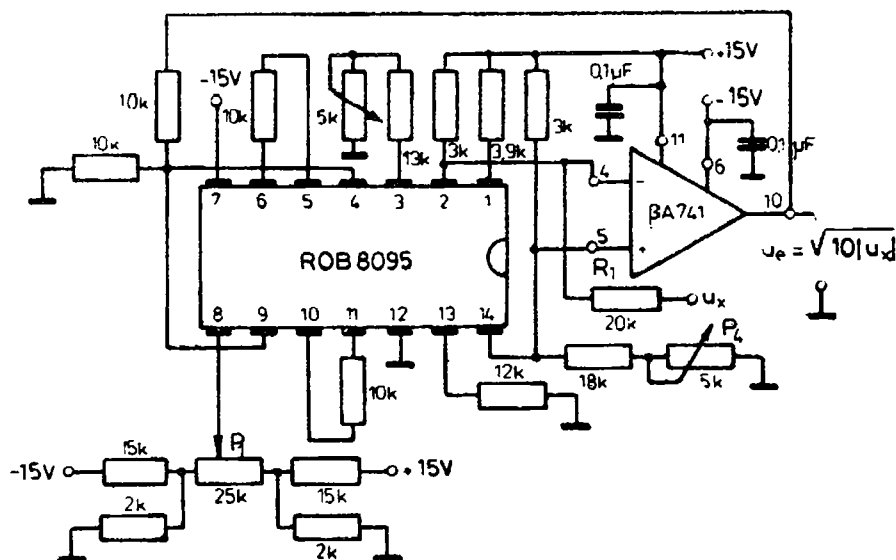 -15V
+15V
0.1µF
-15V
0.1µF
10k
10k
5k
3k
10k
13k
3k
3.9k
11
6
7 6 5 4 3 2 1
4
-
βA741
10
5
+
ROB 8095
R₁
uₑ = √10|uₓ|
8 9 10 11 12 13 14
uₓ
20k
P₄
10k
12k
18k
5k
15k
P₁
15k
-15V
+15V
25k
2k
2k